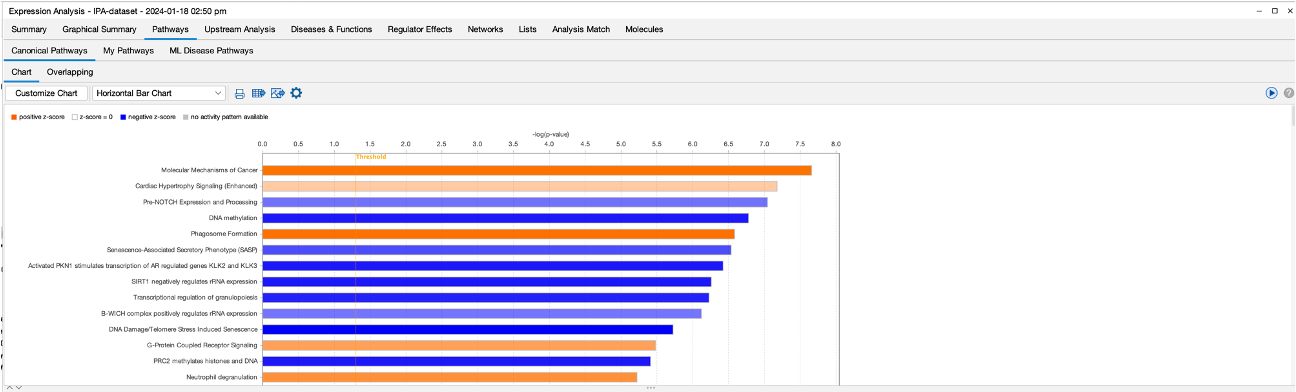 Expression Analysis - IPA-dataset - 2024-01-18 02:50 pm
Summary Graphical Summary Pathways Upstream Analysis Diseases & Functions Regulator Effects Networks Lists Analysis Match Molecules
Canonical Pathways My Pathways ML Disease Pathways
Chart Overlapping
Customize Chart Horizontal Bar Chart
positive z-score z-score = 0 negative z-score no activity pattern available
-log(p-value)
0.0 0.5 1.0 1.5 2.0 2.5 3.0 3.5 4.0 4.5 5.0 5.5 6.0 6.5 7.0 7.5 8.0
Threshold
Molecular Mechanisms of Cancer
Cardiac Hypertrophy Signaling (Enhanced)
Pre-NOTCH Expression and Processing
DNA methylation
Phagosome Formation
Senescence-Associated Secretory Phenotype (SASP)
Activated PKN1 stimulates transcription of AR regulated genes KLK2 and KLK3
SIRT1 negatively regulates rRNA expression
Transcriptional regulation of granulopoiesis
B-WICH complex positively regulates rRNA expression
DNA Damage/Telomere Stress Induced Senescence
G-Protein Coupled Receptor Signaling
PRC2 methylates histones and DNA
Neutrophil degranulation